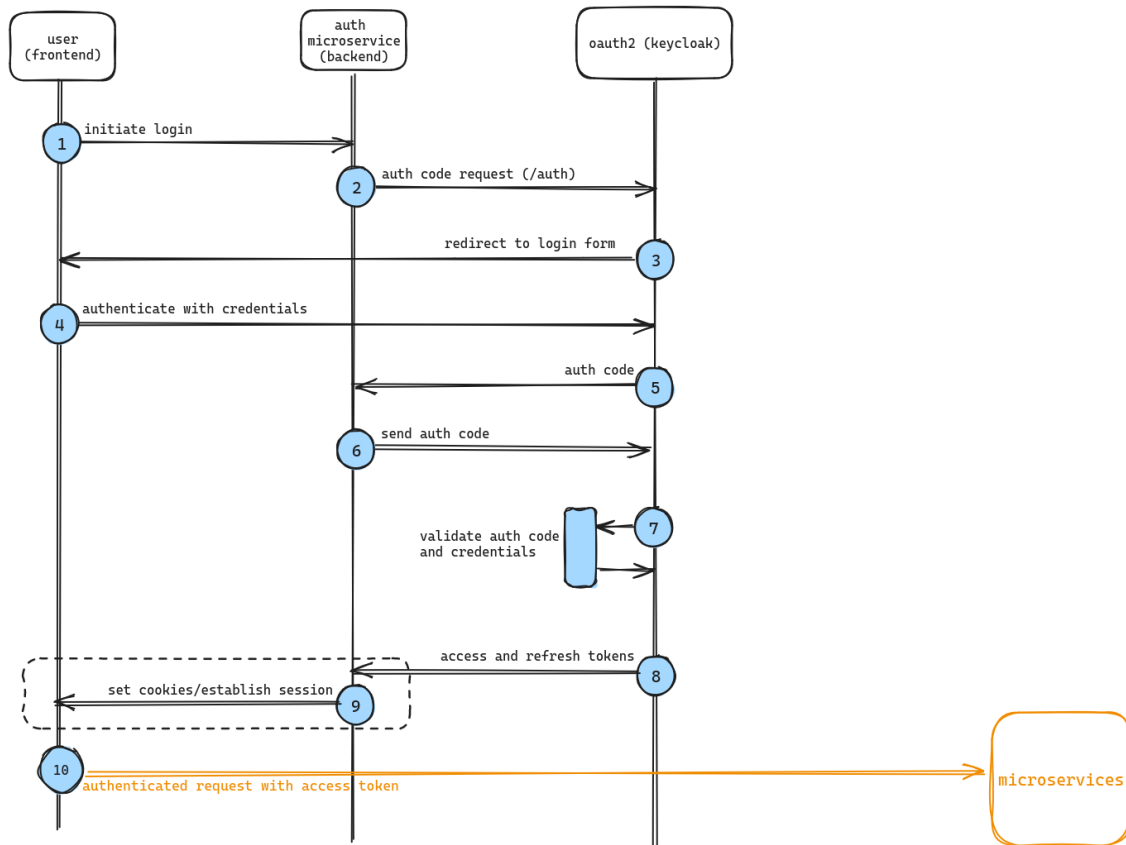 user
(frontend)
auth
microservice
(backend)
oauth2 (keycloak)
1
initiate login
2
auth code request (/auth)
redirect to login form
3
4
authenticate with credentials
auth code
5
6
send auth code
7
validate auth code
and credentials
access and refresh tokens
8
set cookies/establish session
9
10
authenticated request with access token
microservices